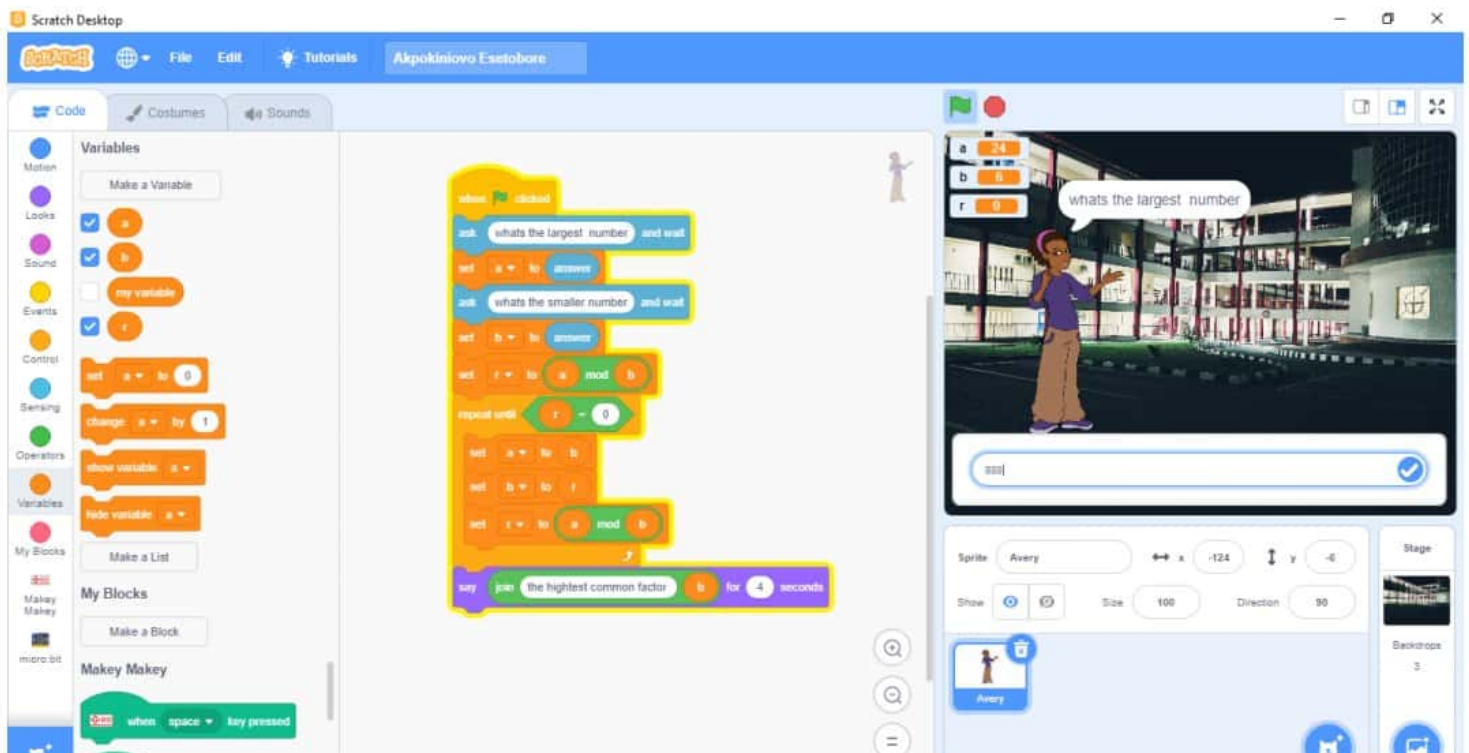 Scratch Desktop
SCRATCH File Edit Tutorials Akpokiniovo Esetobore
Code Costumes Sounds
Motion
Looks
Sound
Events
Control
Sensing
Operators
Variables
My Blocks
Makey Makey
micro:bit
Variables
Make a Variable
a
b
my variable
r
set a to 0
change a by 1
show variable a
hide variable a
Make a List
My Blocks
Make a Block
Makey Makey
when space key pressed
when clicked
ask whats the largest number and wait
set a to answer
ask whats the smaller number and wait
set b to answer
set r to a mod b
repeat until r = 0
set a to b
set b to r
set r to a mod b
say join the hightest common factor b for 4 seconds
a 24
b 6
r 0
whats the largest number
Sprite Avery x -124 y -6
Show Size 100 Direction 90
Avery
Stage
Backdrops
3